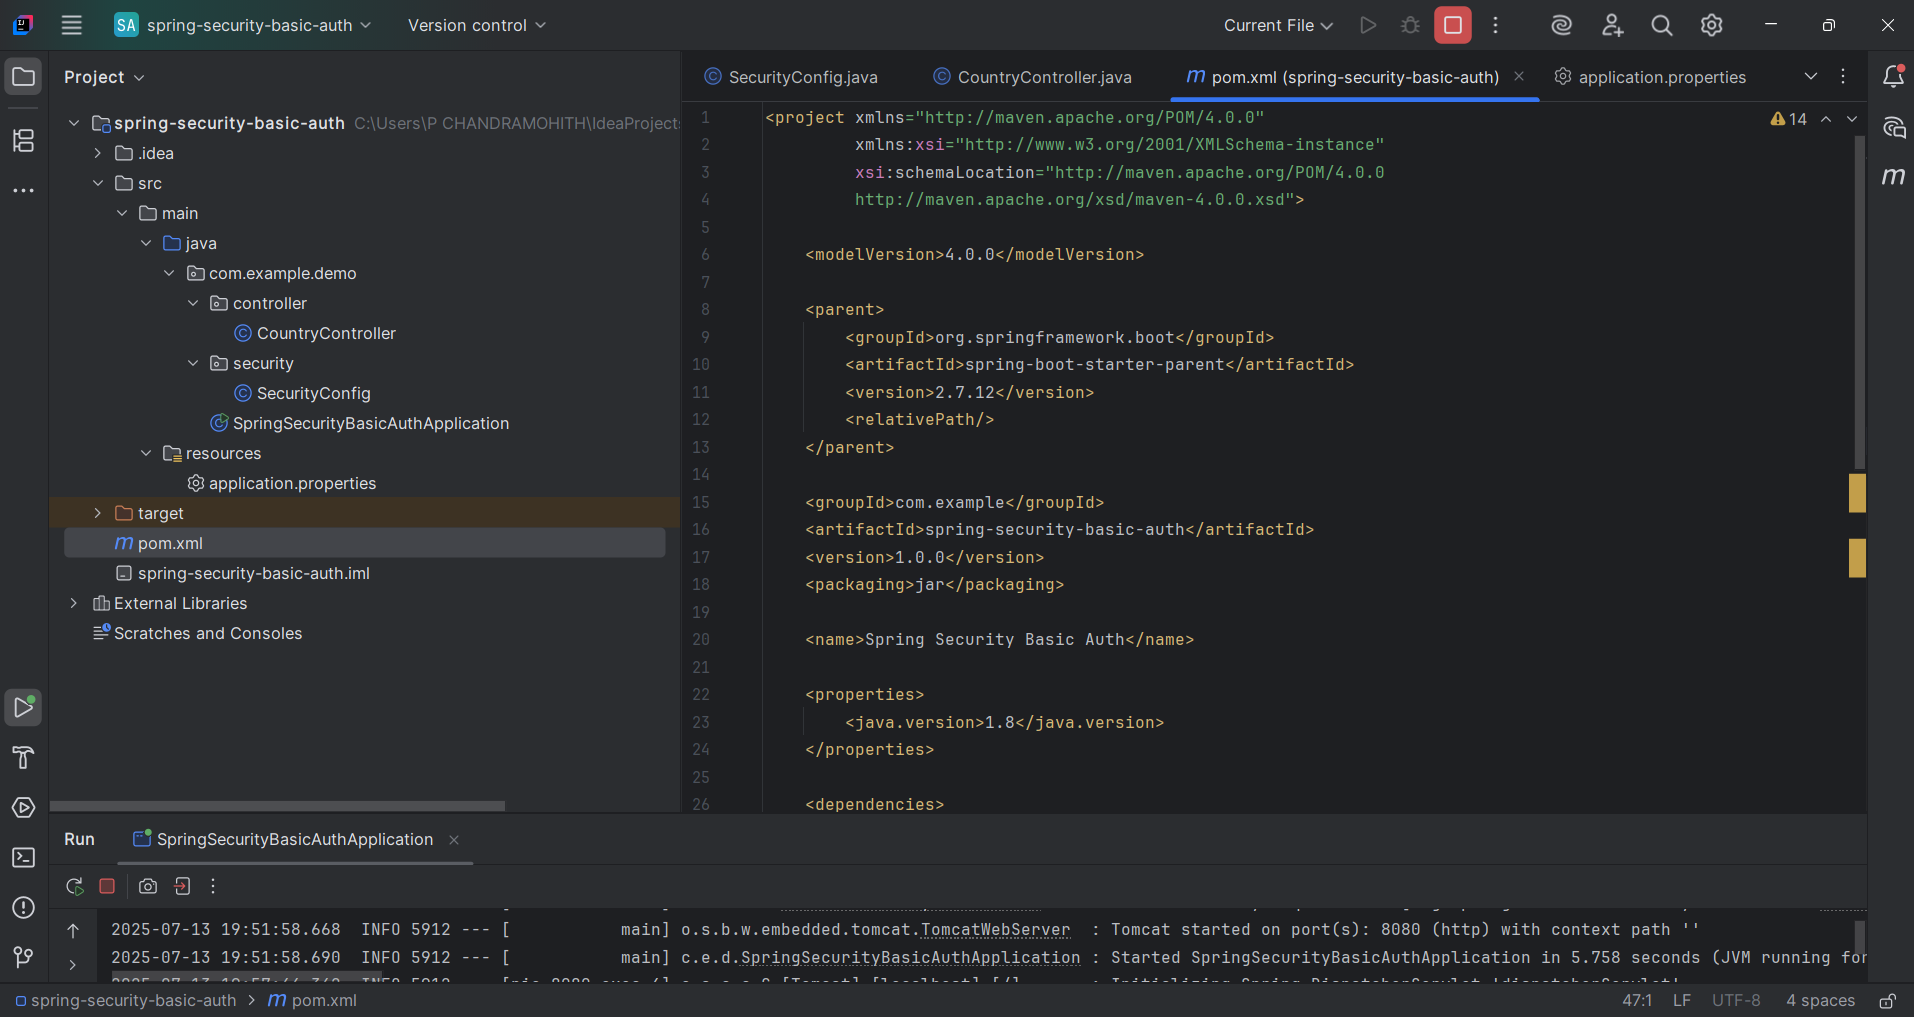 SA spring-security-basic-auth Version control Current File
Project
SecurityConfig.java CountryController.java m pom.xml (spring-security-basic-auth) application.properties
spring-security-basic-auth C:\Users\P CHANDRAMOHITH\IdeaProject
.idea
src
main
java
com.example.demo
controller
CountryController
security
SecurityConfig
SpringSecurityBasicAuthApplication
resources
application.properties
target
m pom.xml
spring-security-basic-auth.iml
External Libraries
Scratches and Consoles
14
1 <project xmlns="http://maven.apache.org/POM/4.0.0"
2 xmlns:xsi="http://www.w3.org/2001/XMLSchema-instance"
3 xsi:schemaLocation="http://maven.apache.org/POM/4.0.0
4 http://maven.apache.org/xsd/maven-4.0.0.xsd">
5
6 <modelVersion>4.0.0</modelVersion>
7
8 <parent>
9 <groupId>org.springframework.boot</groupId>
10 <artifactId>spring-boot-starter-parent</artifactId>
11 <version>2.7.12</version>
12 <relativePath/>
13 </parent>
14
15 <groupId>com.example</groupId>
16 <artifactId>spring-security-basic-auth</artifactId>
17 <version>1.0.0</version>
18 <packaging>jar</packaging>
19
20 <name>Spring Security Basic Auth</name>
21
22 <properties>
23 <java.version>1.8</java.version>
24 </properties>
25
26 <dependencies>
m
Run SpringSecurityBasicAuthApplication
2025-07-13 19:51:58.668 INFO 5912 --- [ main] o.s.b.w.embedded.tomcat.TomcatWebServer : Tomcat started on port(s): 8080 (http) with context path ''
2025-07-13 19:51:58.690 INFO 5912 --- [ main] c.e.d.SpringSecurityBasicAuthApplication : Started SpringSecurityBasicAuthApplication in 5.758 seconds (JVM running for
spring-security-basic-auth > m pom.xml 47:1 LF UTF-8 4 spaces